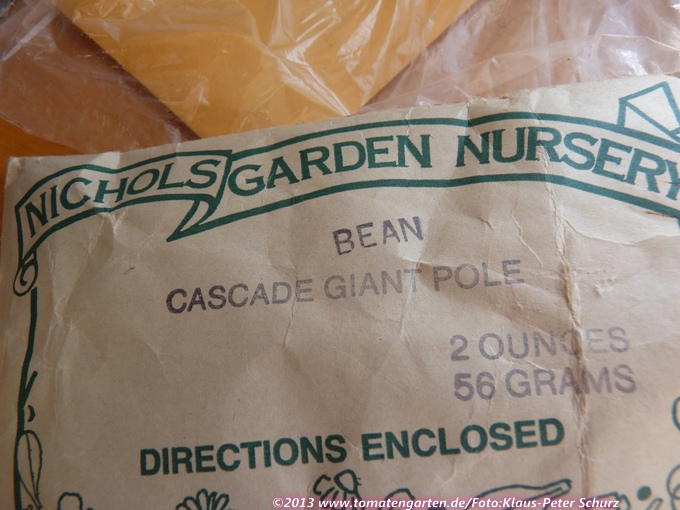 NICHOLS GARDEN NURSERY
BEAN
CASCADE GIANT POLE
2 OUNCES
56 GRAMS
DIRECTIONS ENCLOSED
©2013 www.tomatengarten.de/Foto:Klaus-Peter Schurz